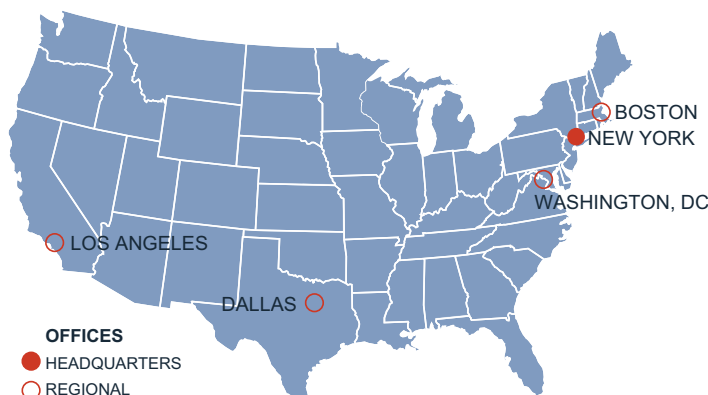 BOSTON
NEW YORK
WASHINGTON, DC
LOS ANGELES
DALLAS
OFFICES
HEADQUARTERS
REGIONAL